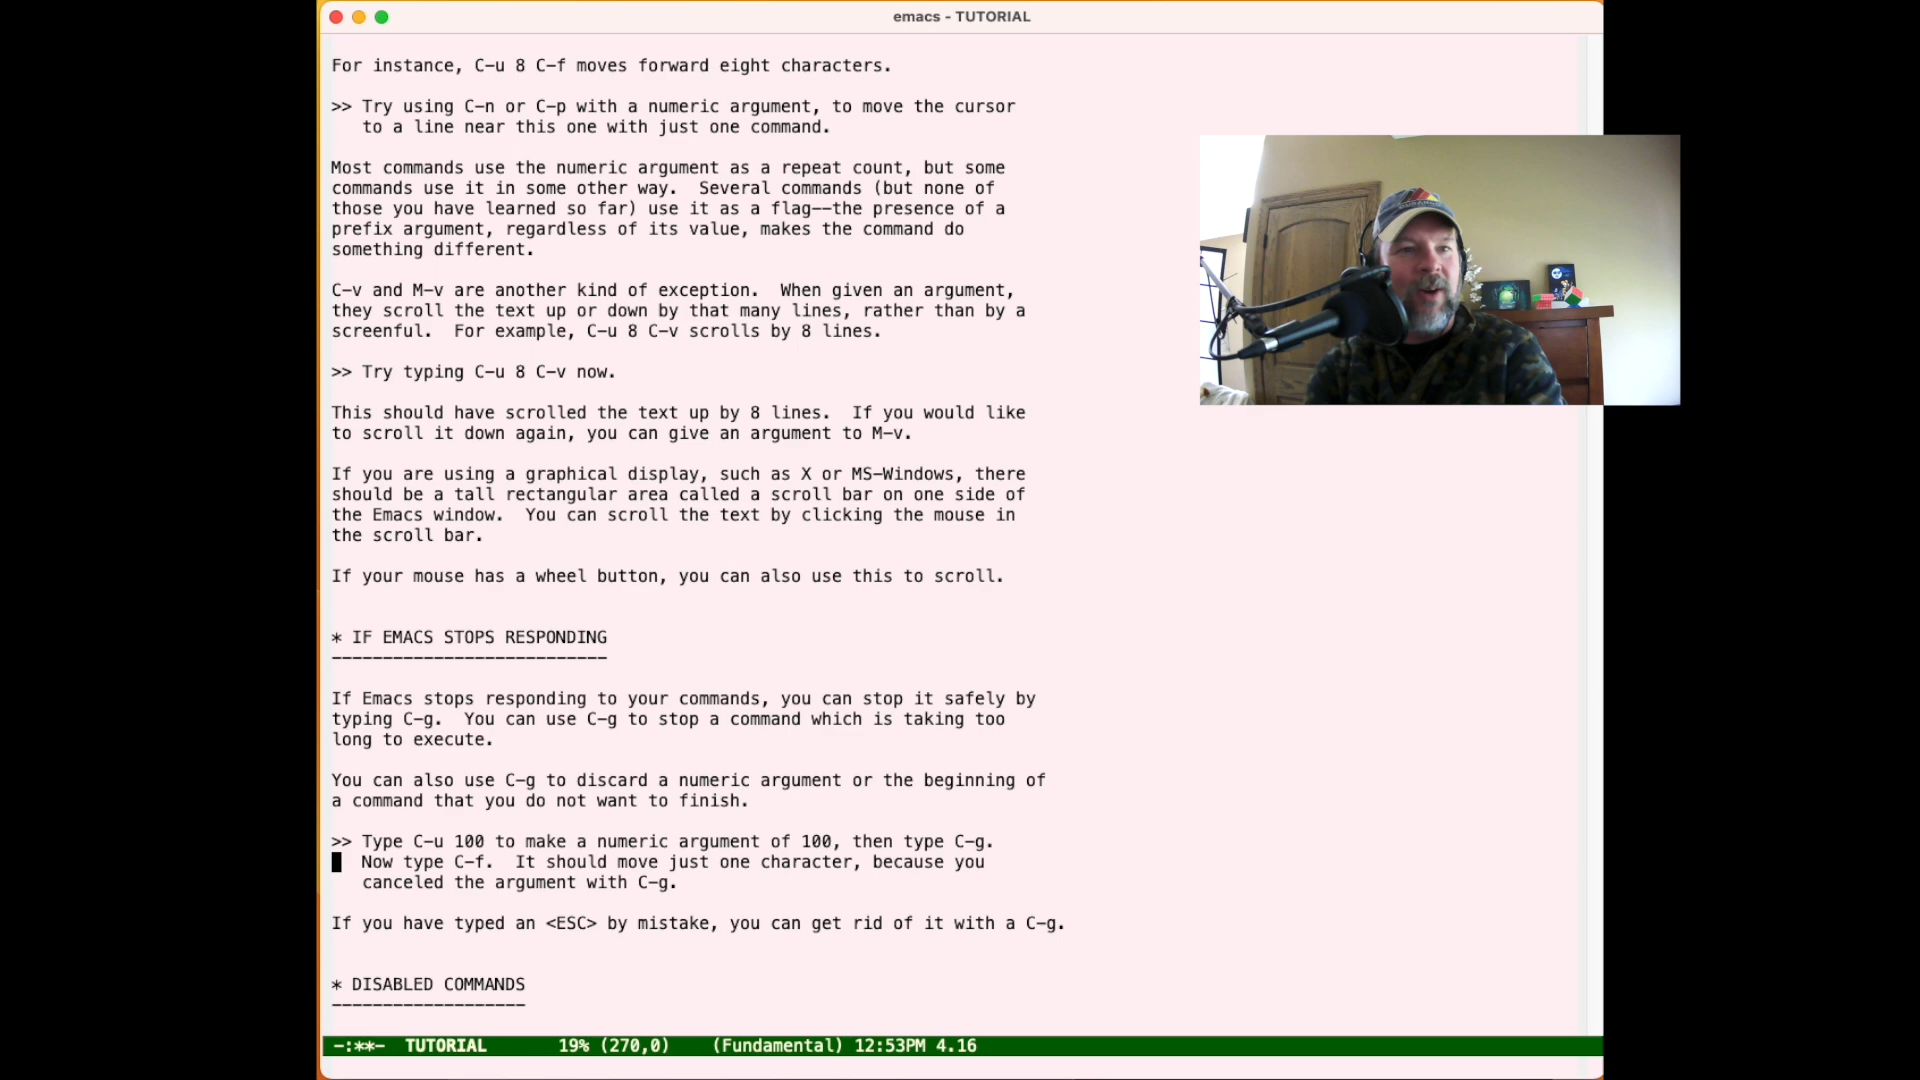 emacs - TUTORIAL
For instance, C-u 8 C-f moves forward eight characters.
>> Try using C-n or C-p with a numeric argument, to move the cursor
to a line near this one with just one command.
Most commands use the numeric argument as a repeat count, but some
commands use it in some other way.  Several commands (but none of
those you have learned so far) use it as a flag--the presence of a
prefix argument, regardless of its value, makes the command do
something different.
C-v and M-v are another kind of exception.  When given an argument,
they scroll the text up or down by that many lines, rather than by a
screenful.  For example, C-u 8 C-v scrolls by 8 lines.
>> Try typing C-u 8 C-v now.
This should have scrolled the text up by 8 lines.  If you would like
to scroll it down again, you can give an argument to M-v.
If you are using a graphical display, such as X or MS-Windows, there
should be a tall rectangular area called a scroll bar on one side of
the Emacs window.  You can scroll the text by clicking the mouse in
the scroll bar.
If your mouse has a wheel button, you can also use this to scroll.
* IF EMACS STOPS RESPONDING
---------------------------
If Emacs stops responding to your commands, you can stop it safely by
typing C-g.  You can use C-g to stop a command which is taking too
long to execute.
You can also use C-g to discard a numeric argument or the beginning of
a command that you do not want to finish.
>> Type C-u 100 to make a numeric argument of 100, then type C-g.
Now type C-f.  It should move just one character, because you
canceled the argument with C-g.
If you have typed an <ESC> by mistake, you can get rid of it with a C-g.
* DISABLED COMMANDS
-------------------
-:**-  TUTORIAL       19% (270,0)    (Fundamental) 12:53PM 4.16